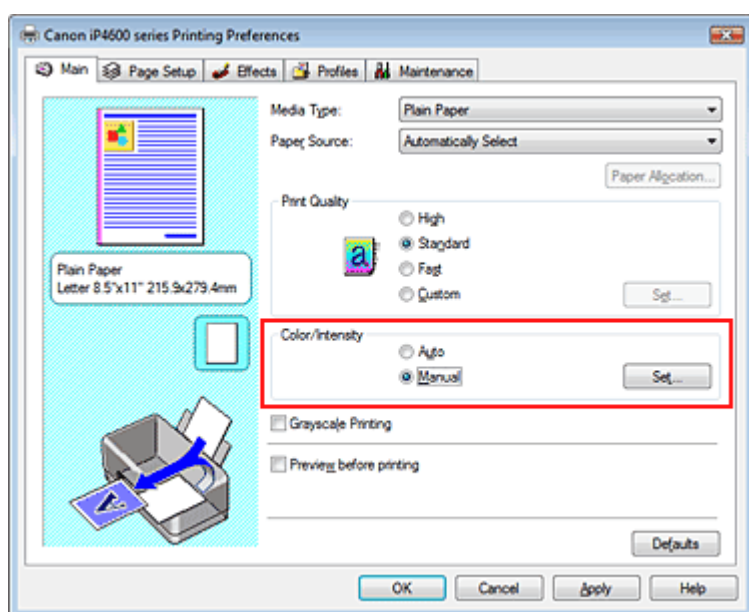 Canon iP4600 series Printing Preferences
Main Page Setup Effects Profiles Maintenance
Media Type: Plain Paper
Paper Source: Automatically Select
Paper Allocation...
Print Quality
High
a Standard
Fast
Custom Set...
Plain Paper
Letter 8.5"x11" 215.9x279.4mm
Color/Intensity
Auto
Manual Set...
Grayscale Printing
Preview before printing
Defaults
OK Cancel Apply Help